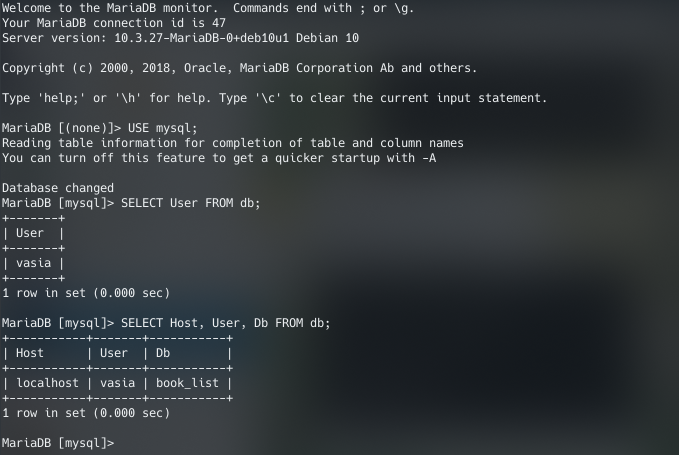 Welcome to the MariaDB monitor.  Commands end with ; or \g.
Your MariaDB connection id is 47
Server version: 10.3.27-MariaDB-0+deb10u1 Debian 10

Copyright (c) 2000, 2018, Oracle, MariaDB Corporation Ab and others.

Type 'help;' or '\h' for help. Type '\c' to clear the current input statement.

MariaDB [(none)]> USE mysql;
Reading table information for completion of table and column names
You can turn off this feature to get a quicker startup with -A

Database changed
MariaDB [mysql]> SELECT User FROM db;
+-------+
| User  |
+-------+
| vasia |
+-------+
1 row in set (0.000 sec)

MariaDB [mysql]> SELECT Host, User, Db FROM db;
+-----------+-------+-----------+
| Host      | User  | Db        |
+-----------+-------+-----------+
| localhost | vasia | book_list |
+-----------+-------+-----------+
1 row in set (0.000 sec)

MariaDB [mysql]>